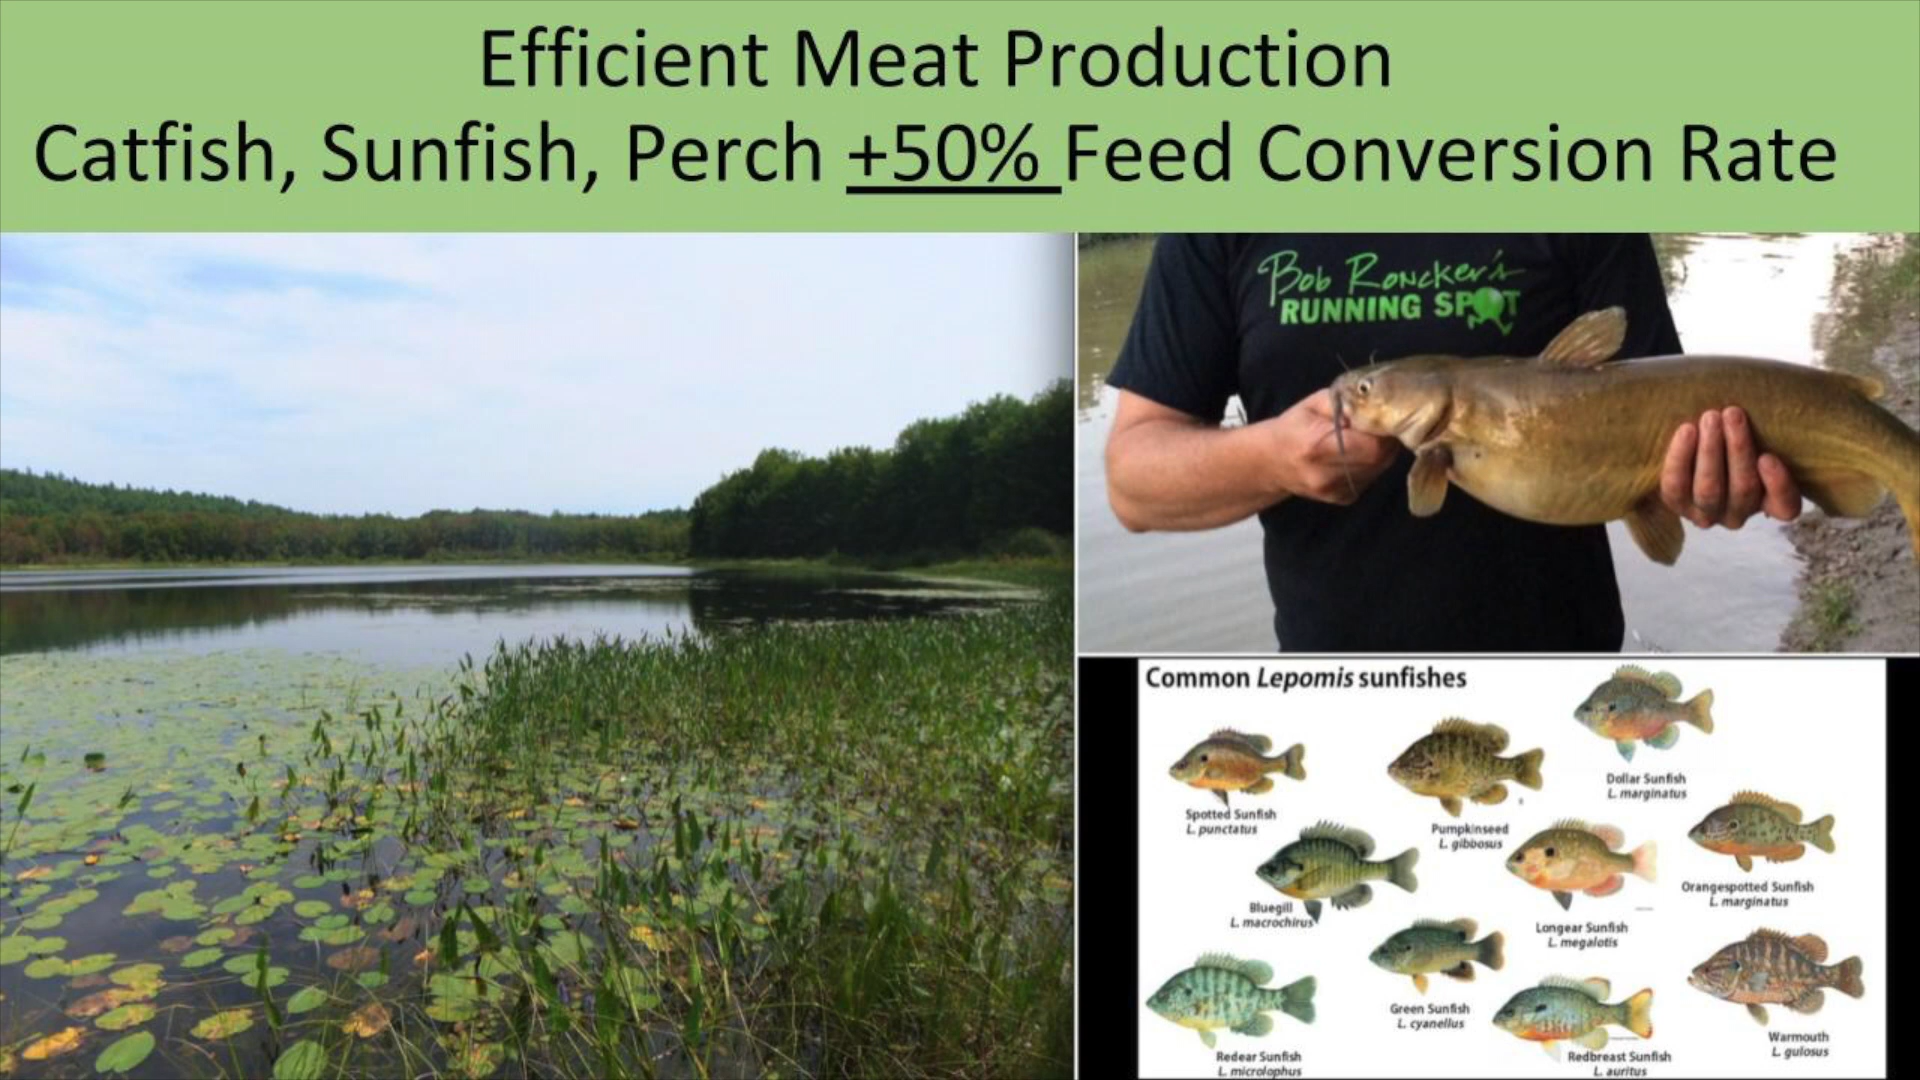 Efficient Meat Production
Catfish, Sunfish, Perch +50% Feed Conversion Rate
Bob Roncker's
RUNNING SPOT
Common Lepomis sunfishes
Dollar Sunfish
L. marginatus
Spotted Sunfish
L. punctatus
Pumpkinseed
L. gibbosus
Orangespotted Sunfish
L. marginatus
Bluegill
L. macrochirus
Longear Sunfish
L. megalotis
Green Sunfish
L. cyanellus
Warmouth
L. gulosus
Redear Sunfish
L. microlophus
Redbreast Sunfish
L. auritus